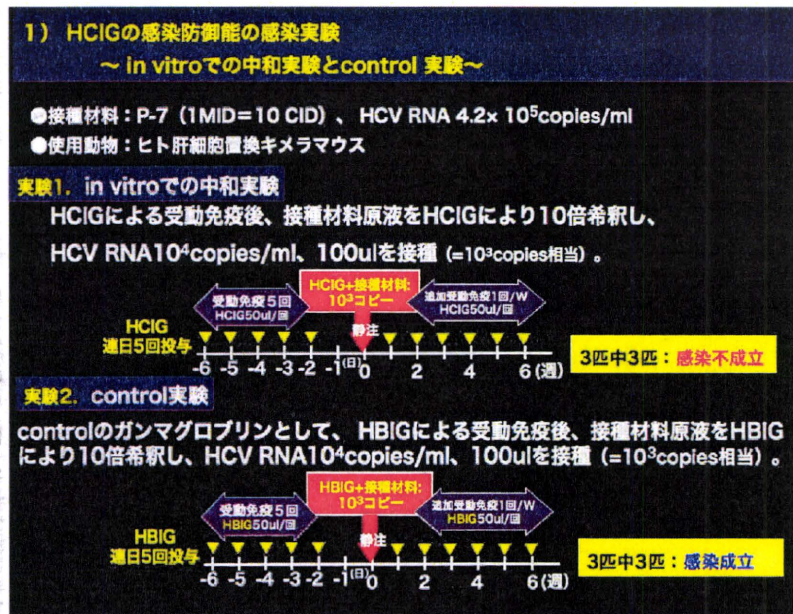 1） HCIGの感染防御能の感染実験
～ in vitroでの中和実験とcontrol 実験～
●接種材料：P-7（1MID＝10 CID）、 HCV RNA 4.2x 10⁵copies/ml
●使用動物：ヒト肝細胞置換キメラマウス
実験1. in vitroでの中和実験
HCIGによる受動免疫後、接種材料原液をHCIGにより10倍希釈し、
HCV RNA10⁴copies/ml、100ulを接種（=10³copies相当）。
受動免疫5回
HCIG50ul/回
HCIG+接種材料:
10³コピー
追加受動免疫1回/W
HCIG50ul/回
静注
HCIG
連日5回投与
-6 -5 -4 -3 -2 -1(日) 0 2 4 6 (週)
3匹中3匹：感染不成立
実験2. control実験
controlのガンマグロブリンとして、 HBIGによる受動免疫後、接種材料原液をHBIG
により10倍希釈し、HCV RNA10⁴copies/ml、100ulを接種（=10³copies相当）。
受動免疫5回
HBIG50ul/回
HBIG+接種材料:
10³コピー
追加受動免疫1回/W
HBIG50ul/回
静注
HBIG
連日5回投与
-6 -5 -4 -3 -2 -1(日) 0 2 4 6 (週)
3匹中3匹：感染成立